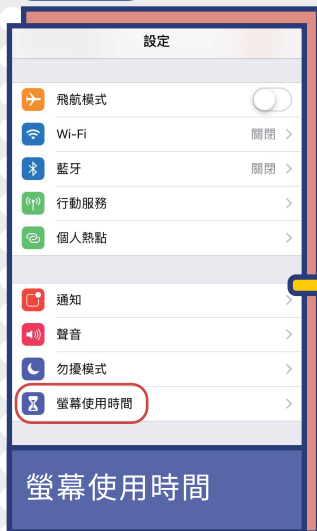 設定
飛航模式
Wi-Fi 關閉
藍牙 關閉
行動服務
個人熱點
通知
聲音
勿擾模式
螢幕使用時間
螢幕使用時間